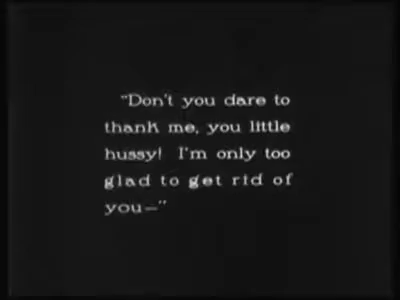 "Don't you dare to
thank me, you little
hussy! I'm only too
glad to get rid of
you—"